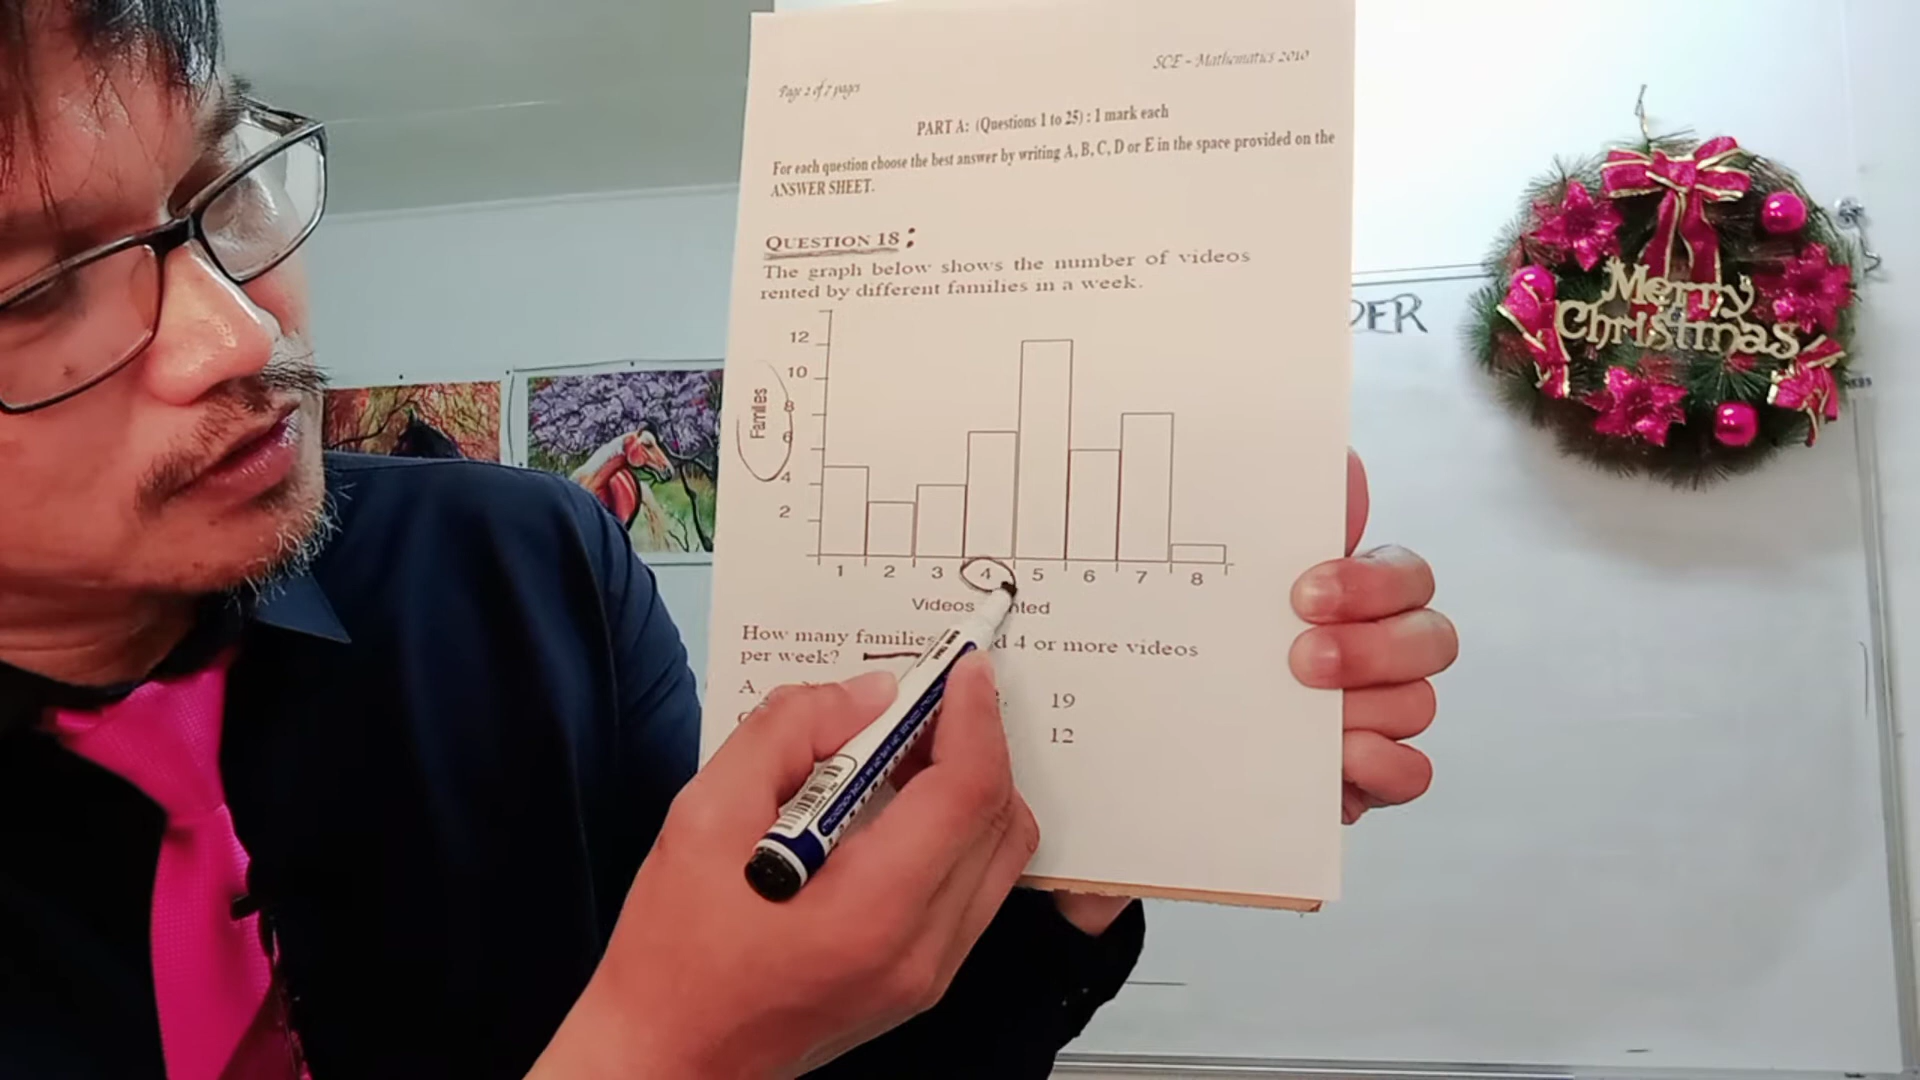 SCE - Mathematics 2010
Page 2 of 7 pages
PART A: (Questions 1 to 25) : 1 mark each
For each question choose the best answer by writing A, B, C, D or E in the space provided on the
ANSWER SHEET.
QUESTION 18:
The graph below shows the number of videos
rented by different families in a week.
12
10
8
6
4
2
Families
1 2 3 4 5 6 7 8
Videos nted
How many families d 4 or more videos
per week?
A. 19
12
DER
Merry
Christmas